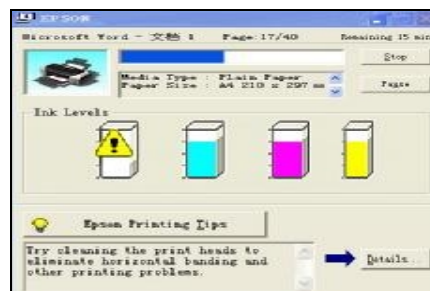 EPSON
Microsoft Word - 文档 1 Page:17/40 Remaining 15 min
Stop
Media Type : Plain Paper
Paper Size : A4 210 x 297 mm
Pause
Ink Levels
Epson Printing Tips
Try cleaning the print heads to
eliminate horizontal banding and
other printing problems.
Details...